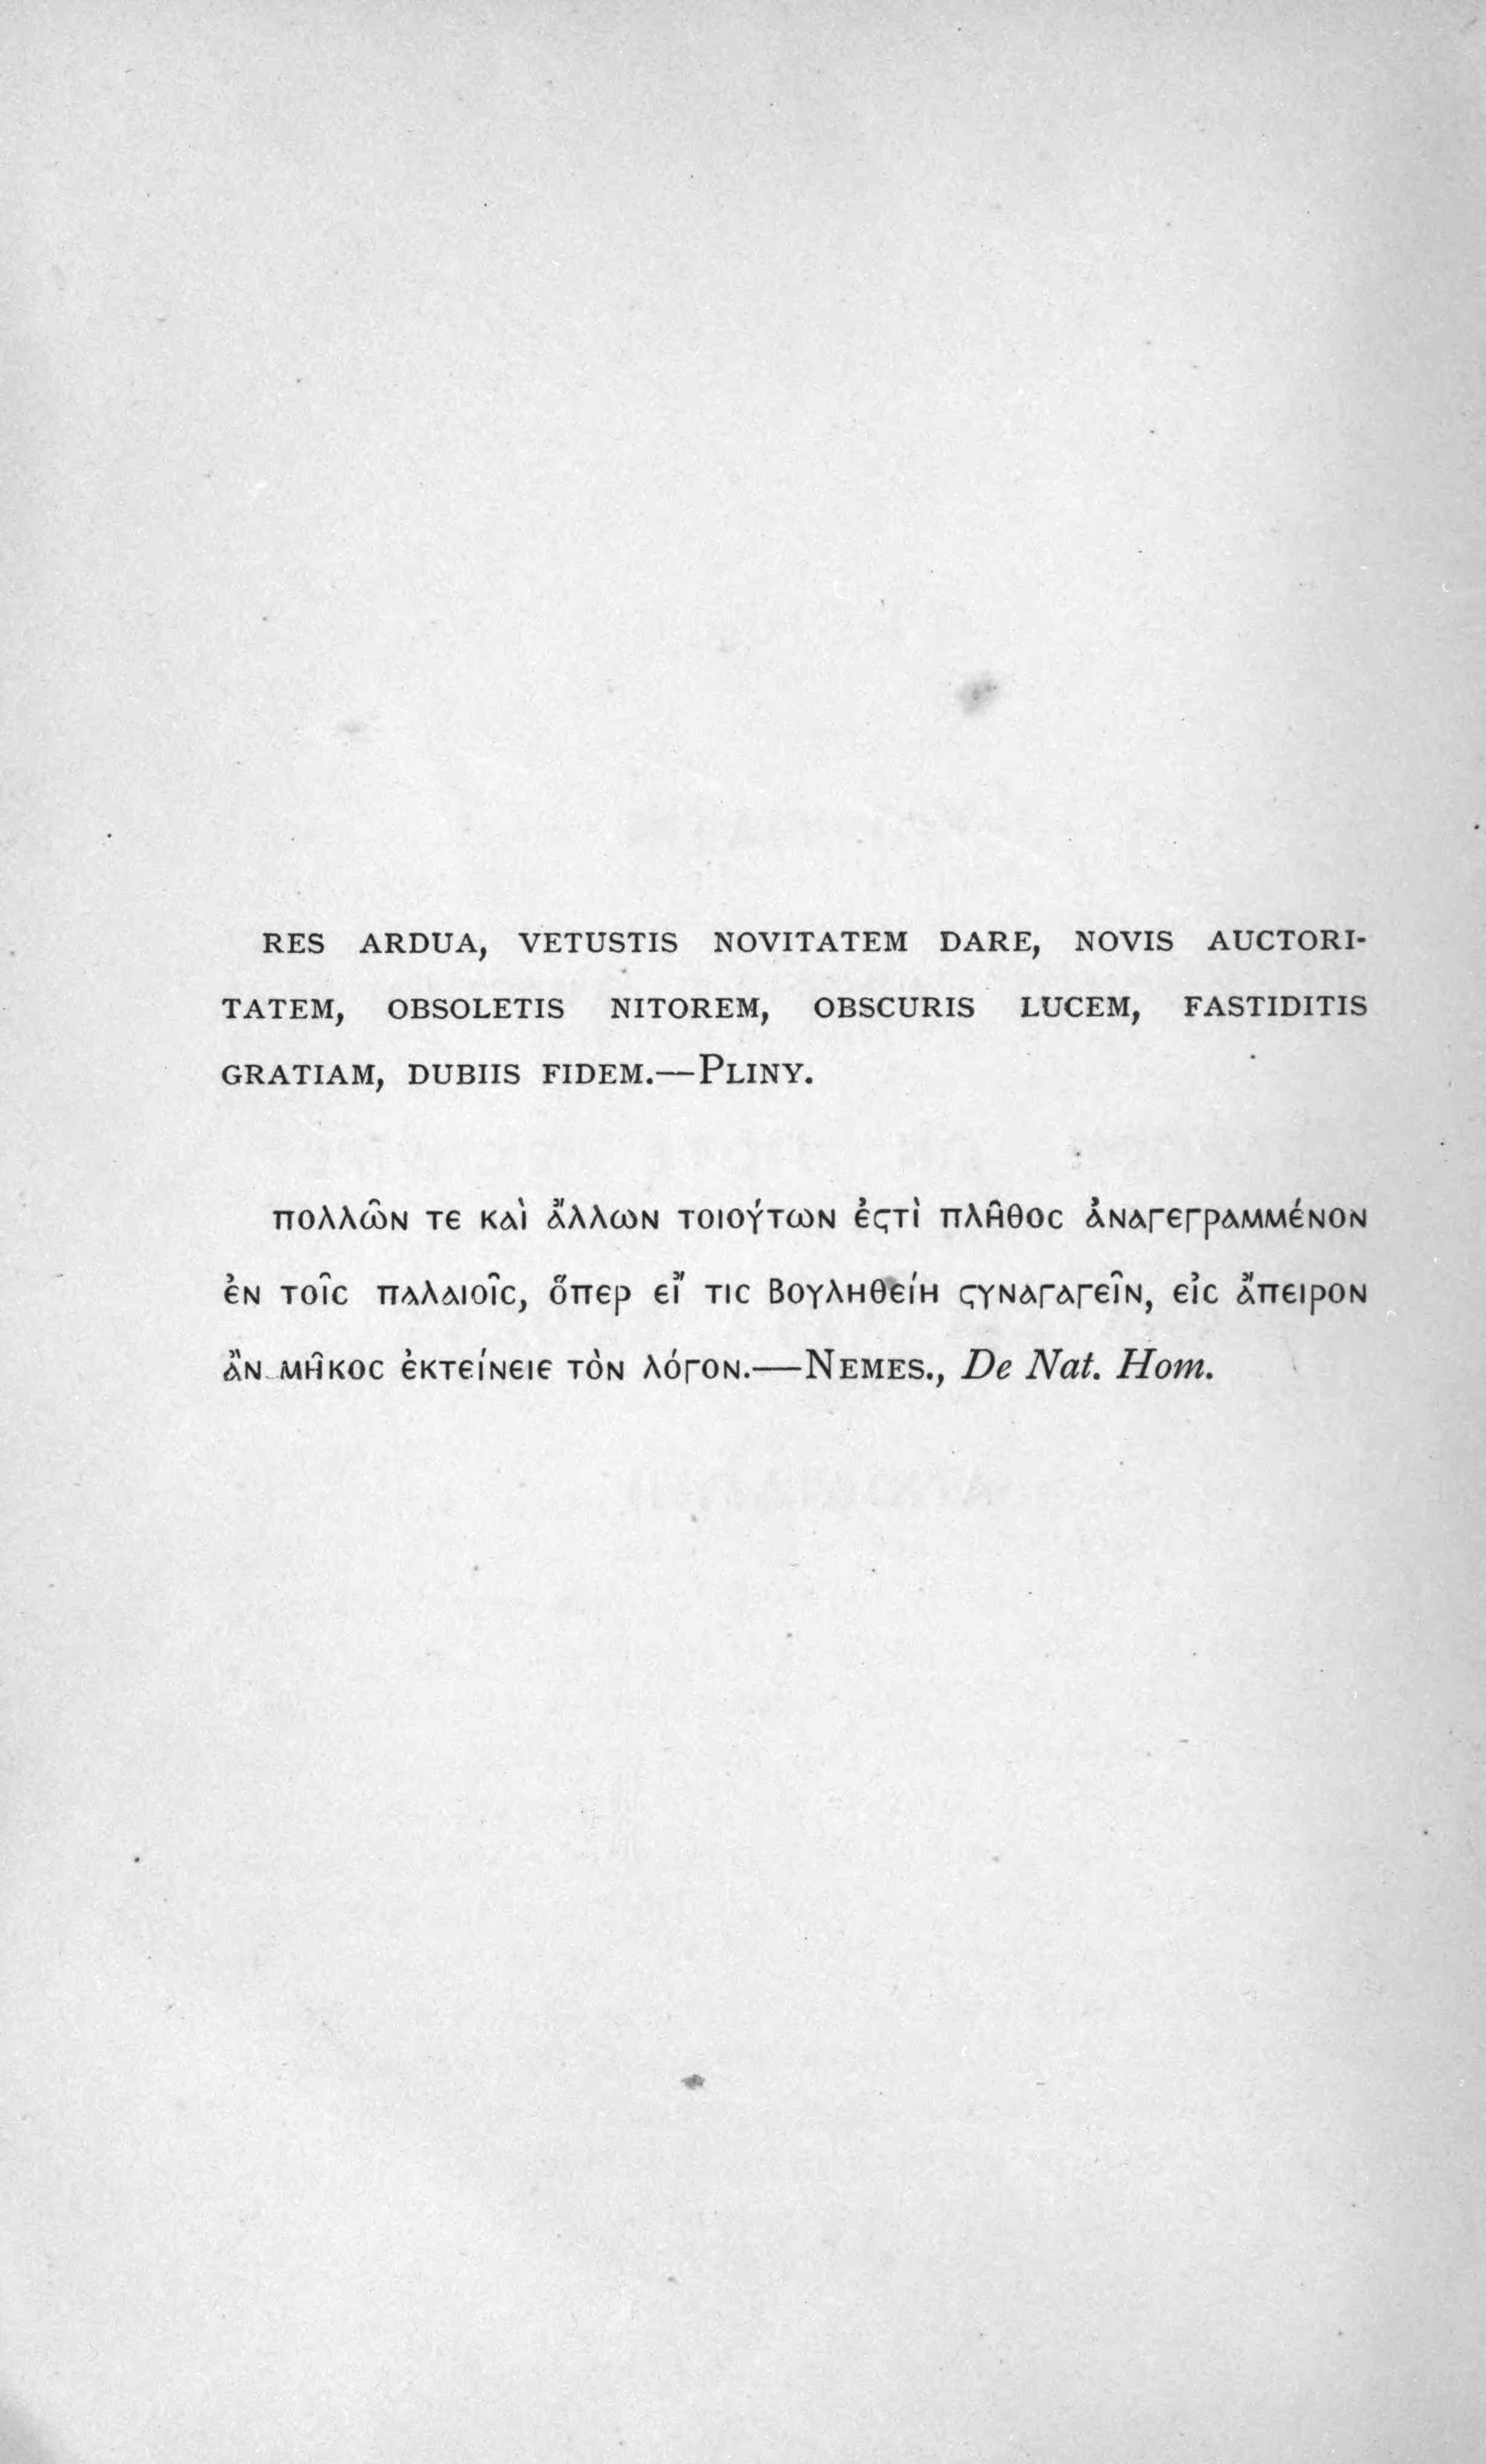 RES ARDUA, VETUSTIS NOVITATEM DARE, NOVIS AUCTORI-
TATEM, OBSOLETIS NITOREM, OBSCURIS LUCEM, FASTIDITIS
GRATIAM, DUBIIS FIDEM.—PLINY.
πολλῶν τε καὶ ἄλλων τοιούτων ἐςτὶ πλῆθος ἀναγεγραμμένον
ἐν τοῖς παλαιοῖς, ὅπερ εἴ τις βουληθείη ςυναγαγεῖν, εἰς ἄπειρον
ἂν μῆκος ἐκτείνειε τὸν λόγον.—NEMES., De Nat. Hom.